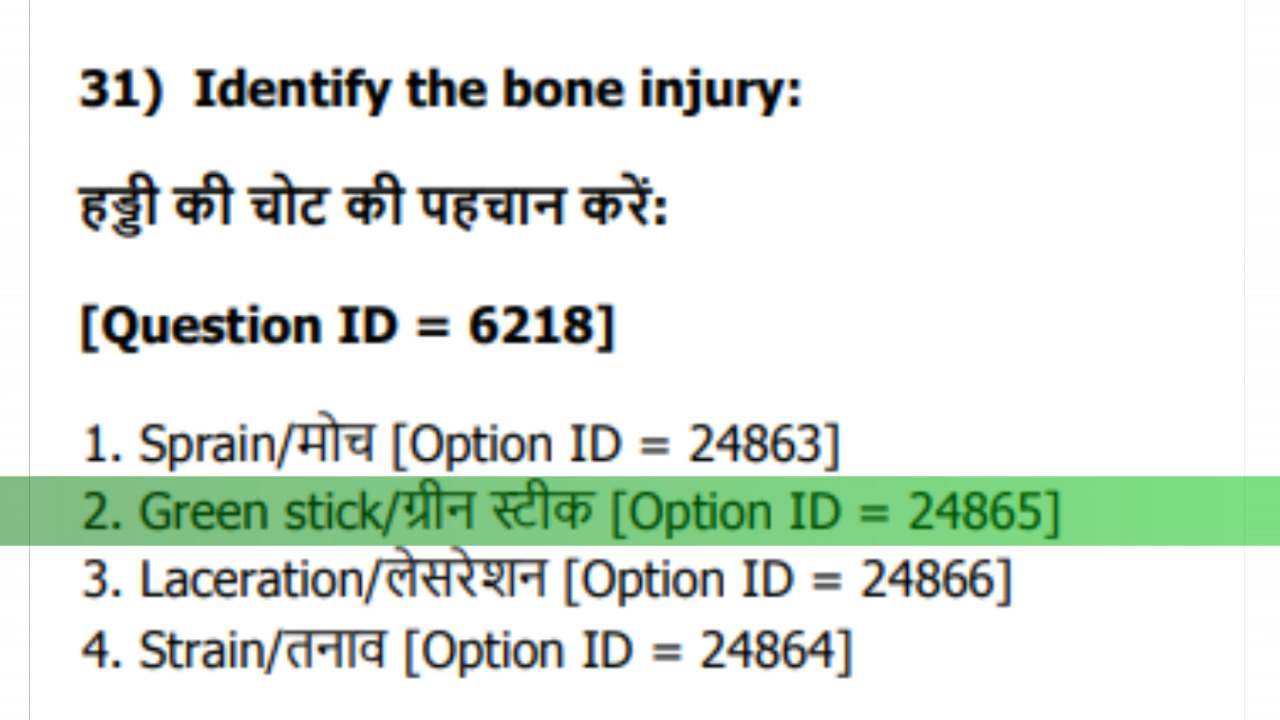 31) Identify the bone injury:
हड्डी की चोट की पहचान करें:
[Question ID = 6218]
1. Sprain/मोच [Option ID = 24863]
2. Green stick/ग्रीन स्टीक [Option ID = 24865]
3. Laceration/लेसरेशन [Option ID = 24866]
4. Strain/तनाव [Option ID = 24864]